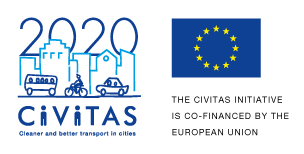 2020
CiViTAS
Cleaner and better transport in cities
THE CIVITAS INITIATIVE
IS CO-FINANCED BY THE
EUROPEAN UNION